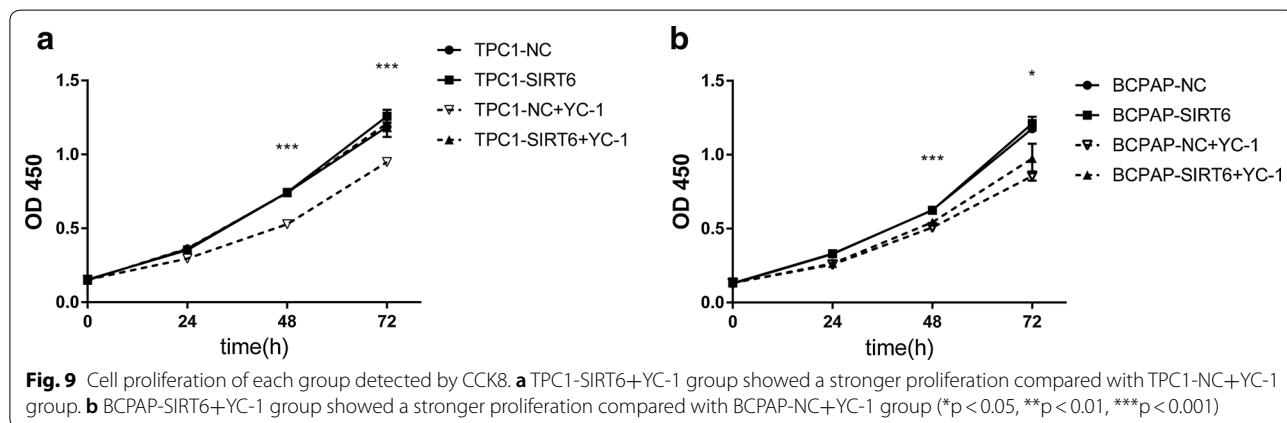 a
TPC1-NC
TPC1-SIRT6
TPC1-NC+YC-1
TPC1-SIRT6+YC-1
***
***
1.5
1.0
0.5
0.0
OD 450
0 24 48 72
time(h)
b
BCPAP-NC
BCPAP-SIRT6
BCPAP-NC+YC-1
BCPAP-SIRT6+YC-1
*
***
1.5
1.0
0.5
0.0
OD 450
0 24 48 72
time(h)
Fig. 9 Cell proliferation of each group detected by CCK8. a TPC1-SIRT6+YC-1 group showed a stronger proliferation compared with TPC1-NC+YC-1
group. b BCPAP-SIRT6+YC-1 group showed a stronger proliferation compared with BCPAP-NC+YC-1 group (*p < 0.05, **p < 0.01, ***p < 0.001)